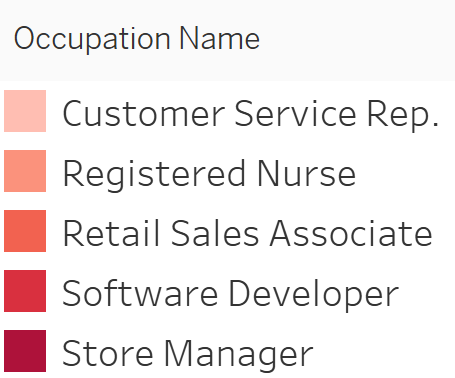 Occupation Name
Customer Service Rep.
Registered Nurse
Retail Sales Associate
Software Developer
Store Manager